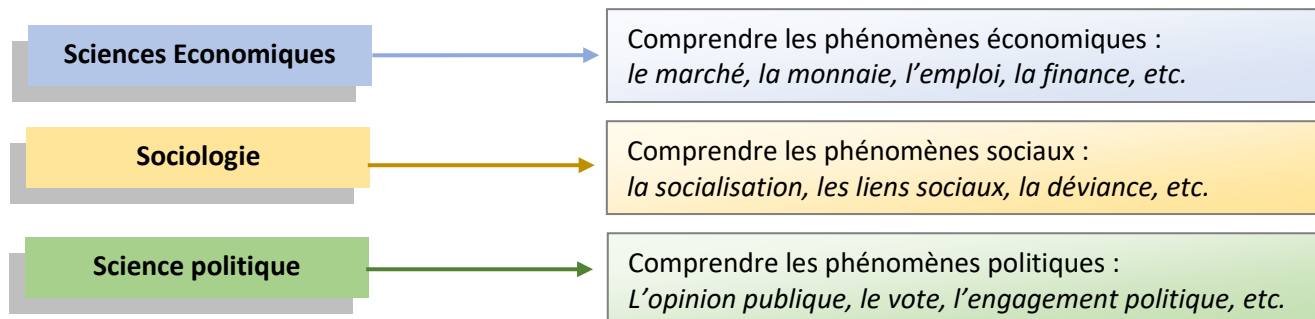 Sciences Economiques
Comprendre les phénomènes économiques :
le marché, la monnaie, l’emploi, la finance, etc.
Sociologie
Comprendre les phénomènes sociaux :
la socialisation, les liens sociaux, la déviance, etc.
Science politique
Comprendre les phénomènes politiques :
L’opinion publique, le vote, l’engagement politique, etc.